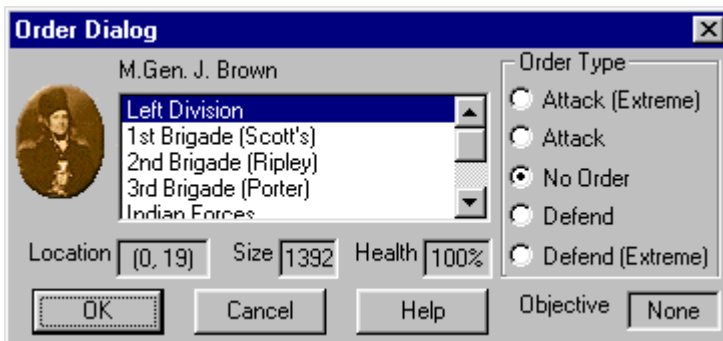 Order Dialog
M.Gen. J. Brown
Left Division
1st Brigade (Scott's)
2nd Brigade (Ripley)
3rd Brigade (Porter)
Indian Forces
Order Type
Attack (Extreme)
Attack
No Order
Defend
Defend (Extreme)
Location (0, 19) Size 1392 Health 100%
OK Cancel Help Objective None